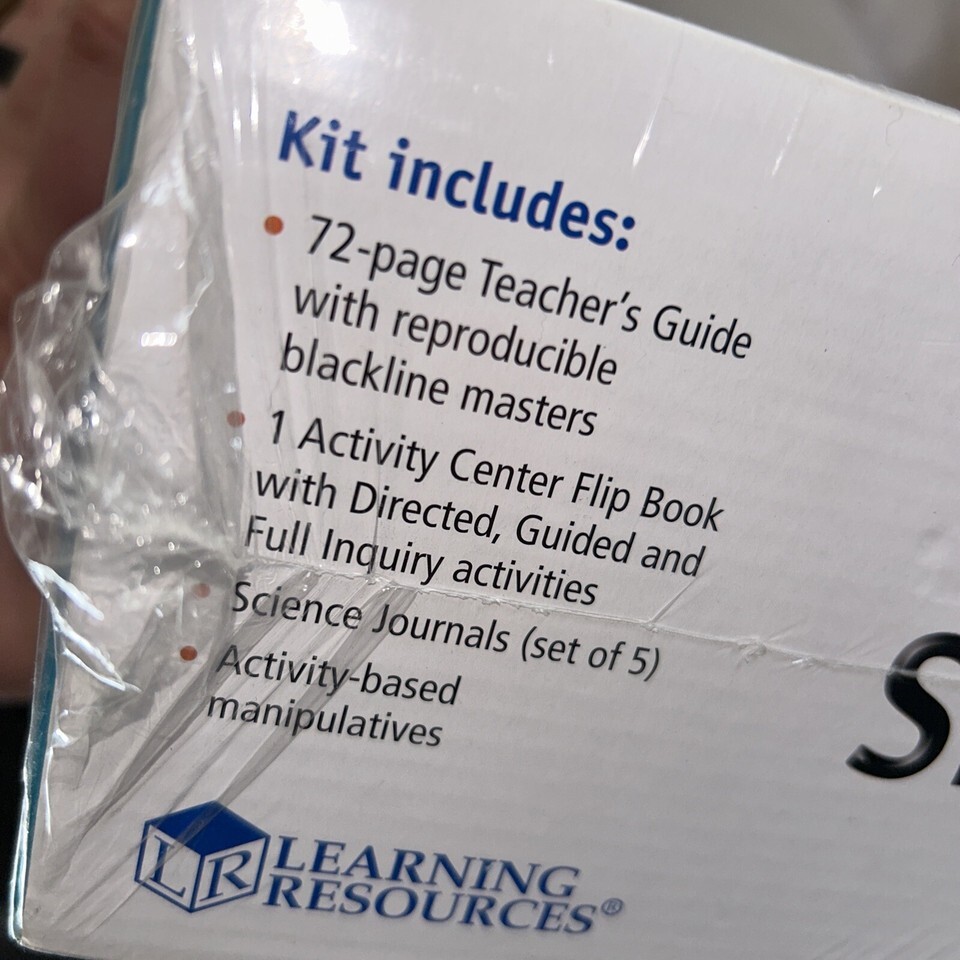 Kit includes:
• 72-page Teacher's Guide
with reproducible
blackline masters
• 1 Activity Center Flip Book
with Directed, Guided and
Full Inquiry activities
• Science Journals (set of 5)
• Activity-based
manipulatives
LR LEARNING
RESOURCES®